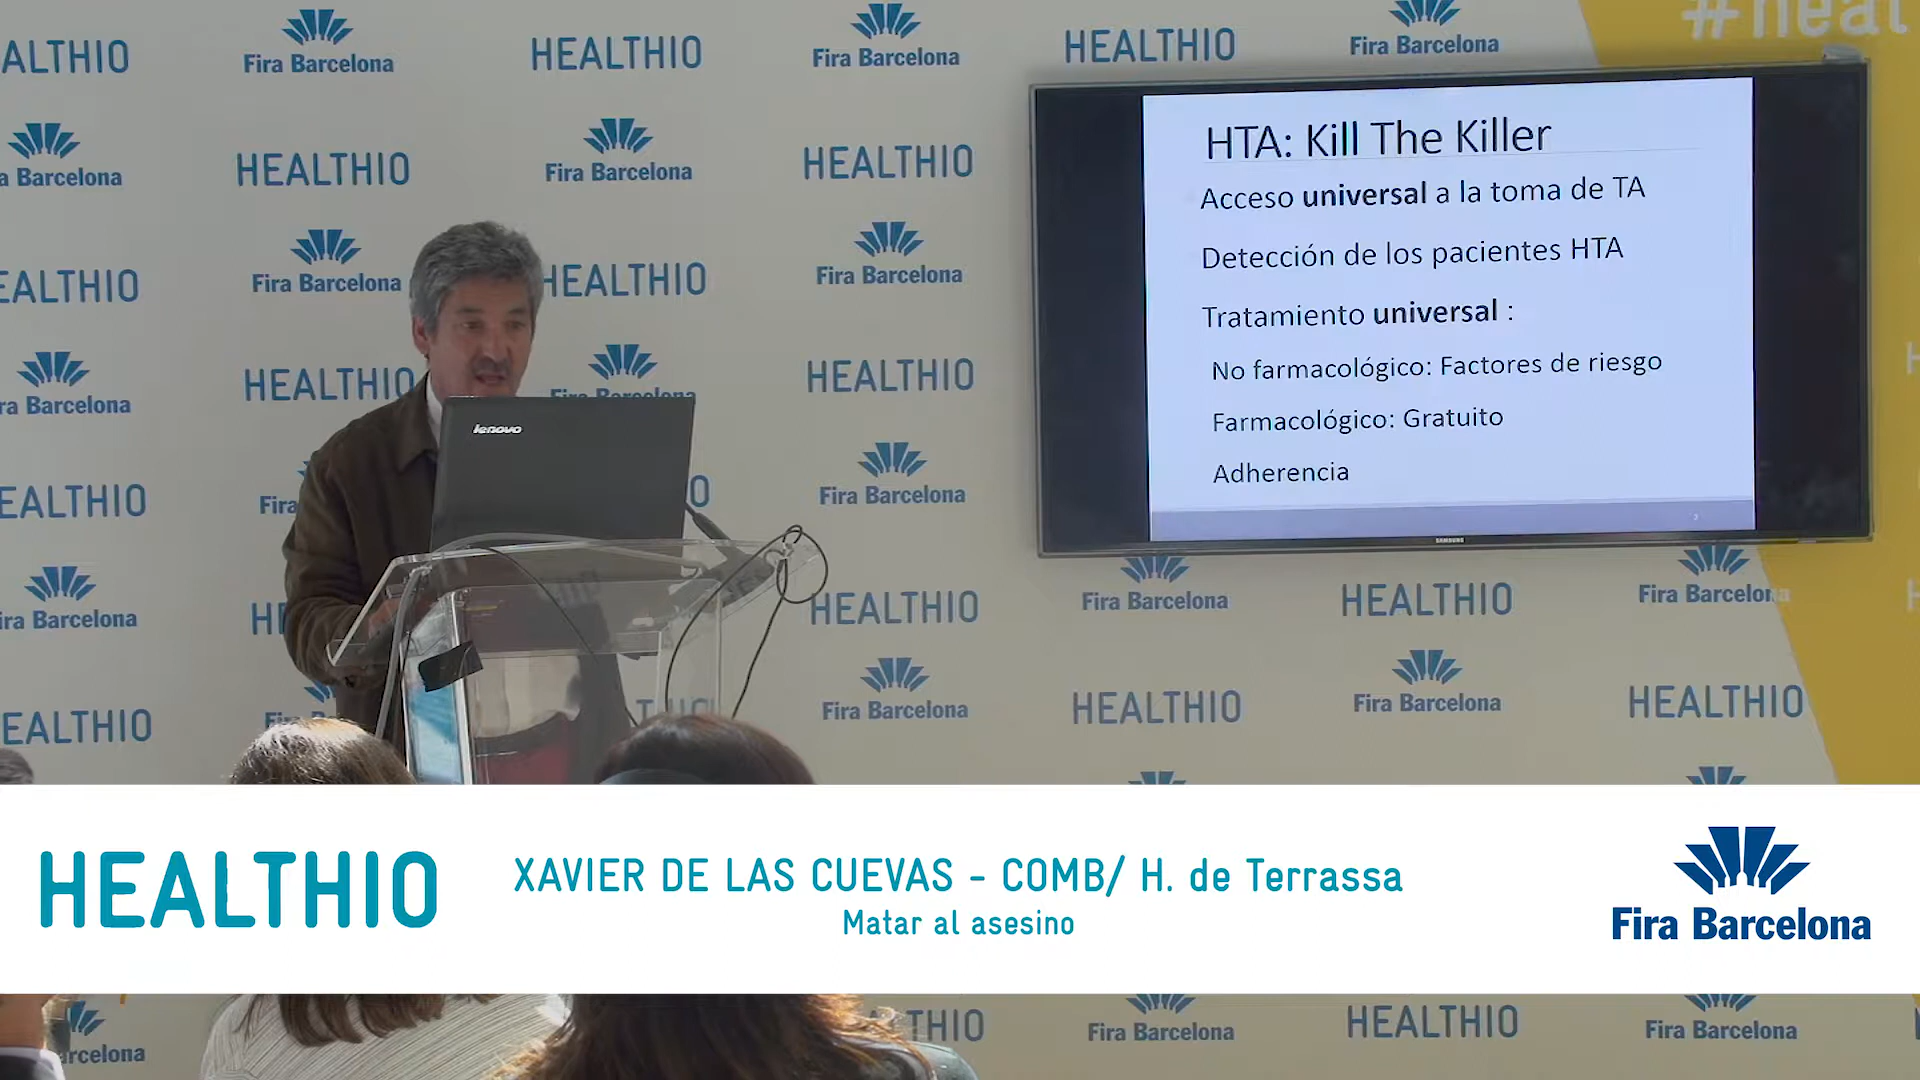 HEALTHIO
Fira Barcelona
#heal
HTA: Kill The Killer
Acceso universal a la toma de TA
Detección de los pacientes HTA
Tratamiento universal :
No farmacológico: Factores de riesgo
Farmacológico: Gratuito
Adherencia
SAMSUNG
lenovo
HEALTHIO
XAVIER DE LAS CUEVAS - COMB/ H. de Terrassa
Matar al asesino
Fira Barcelona